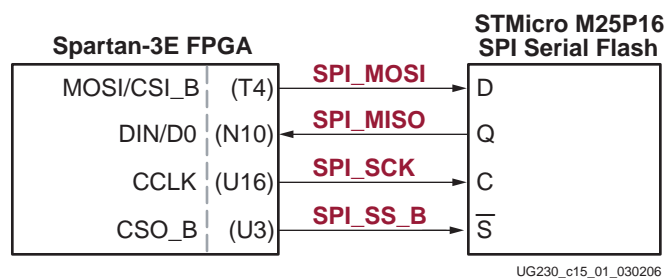 STMicro M25P16
Spartan-3E FPGA
SPI Serial Flash
MOSI/CSI_B (T4) SPI_MOSI D
DIN/D0 (N10) SPI_MISO Q
CCLK (U16) SPI_SCK C
CSO_B (U3) SPI_SS_B S̅
UG230_c15_01_030206